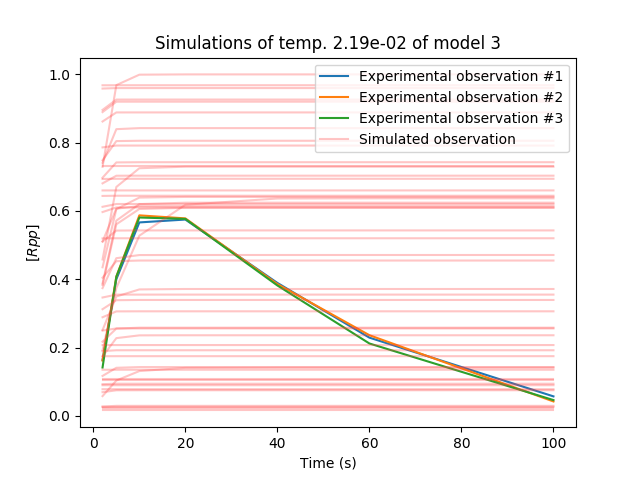 Simulations of temp. 2.19e-02 of model 3
Experimental observation #1
Experimental observation #2
Experimental observation #3
Simulated observation
[Rpp]
1.0
0.8
0.6
0.4
0.2
0.0
0 20 40 60 80 100
Time (s)